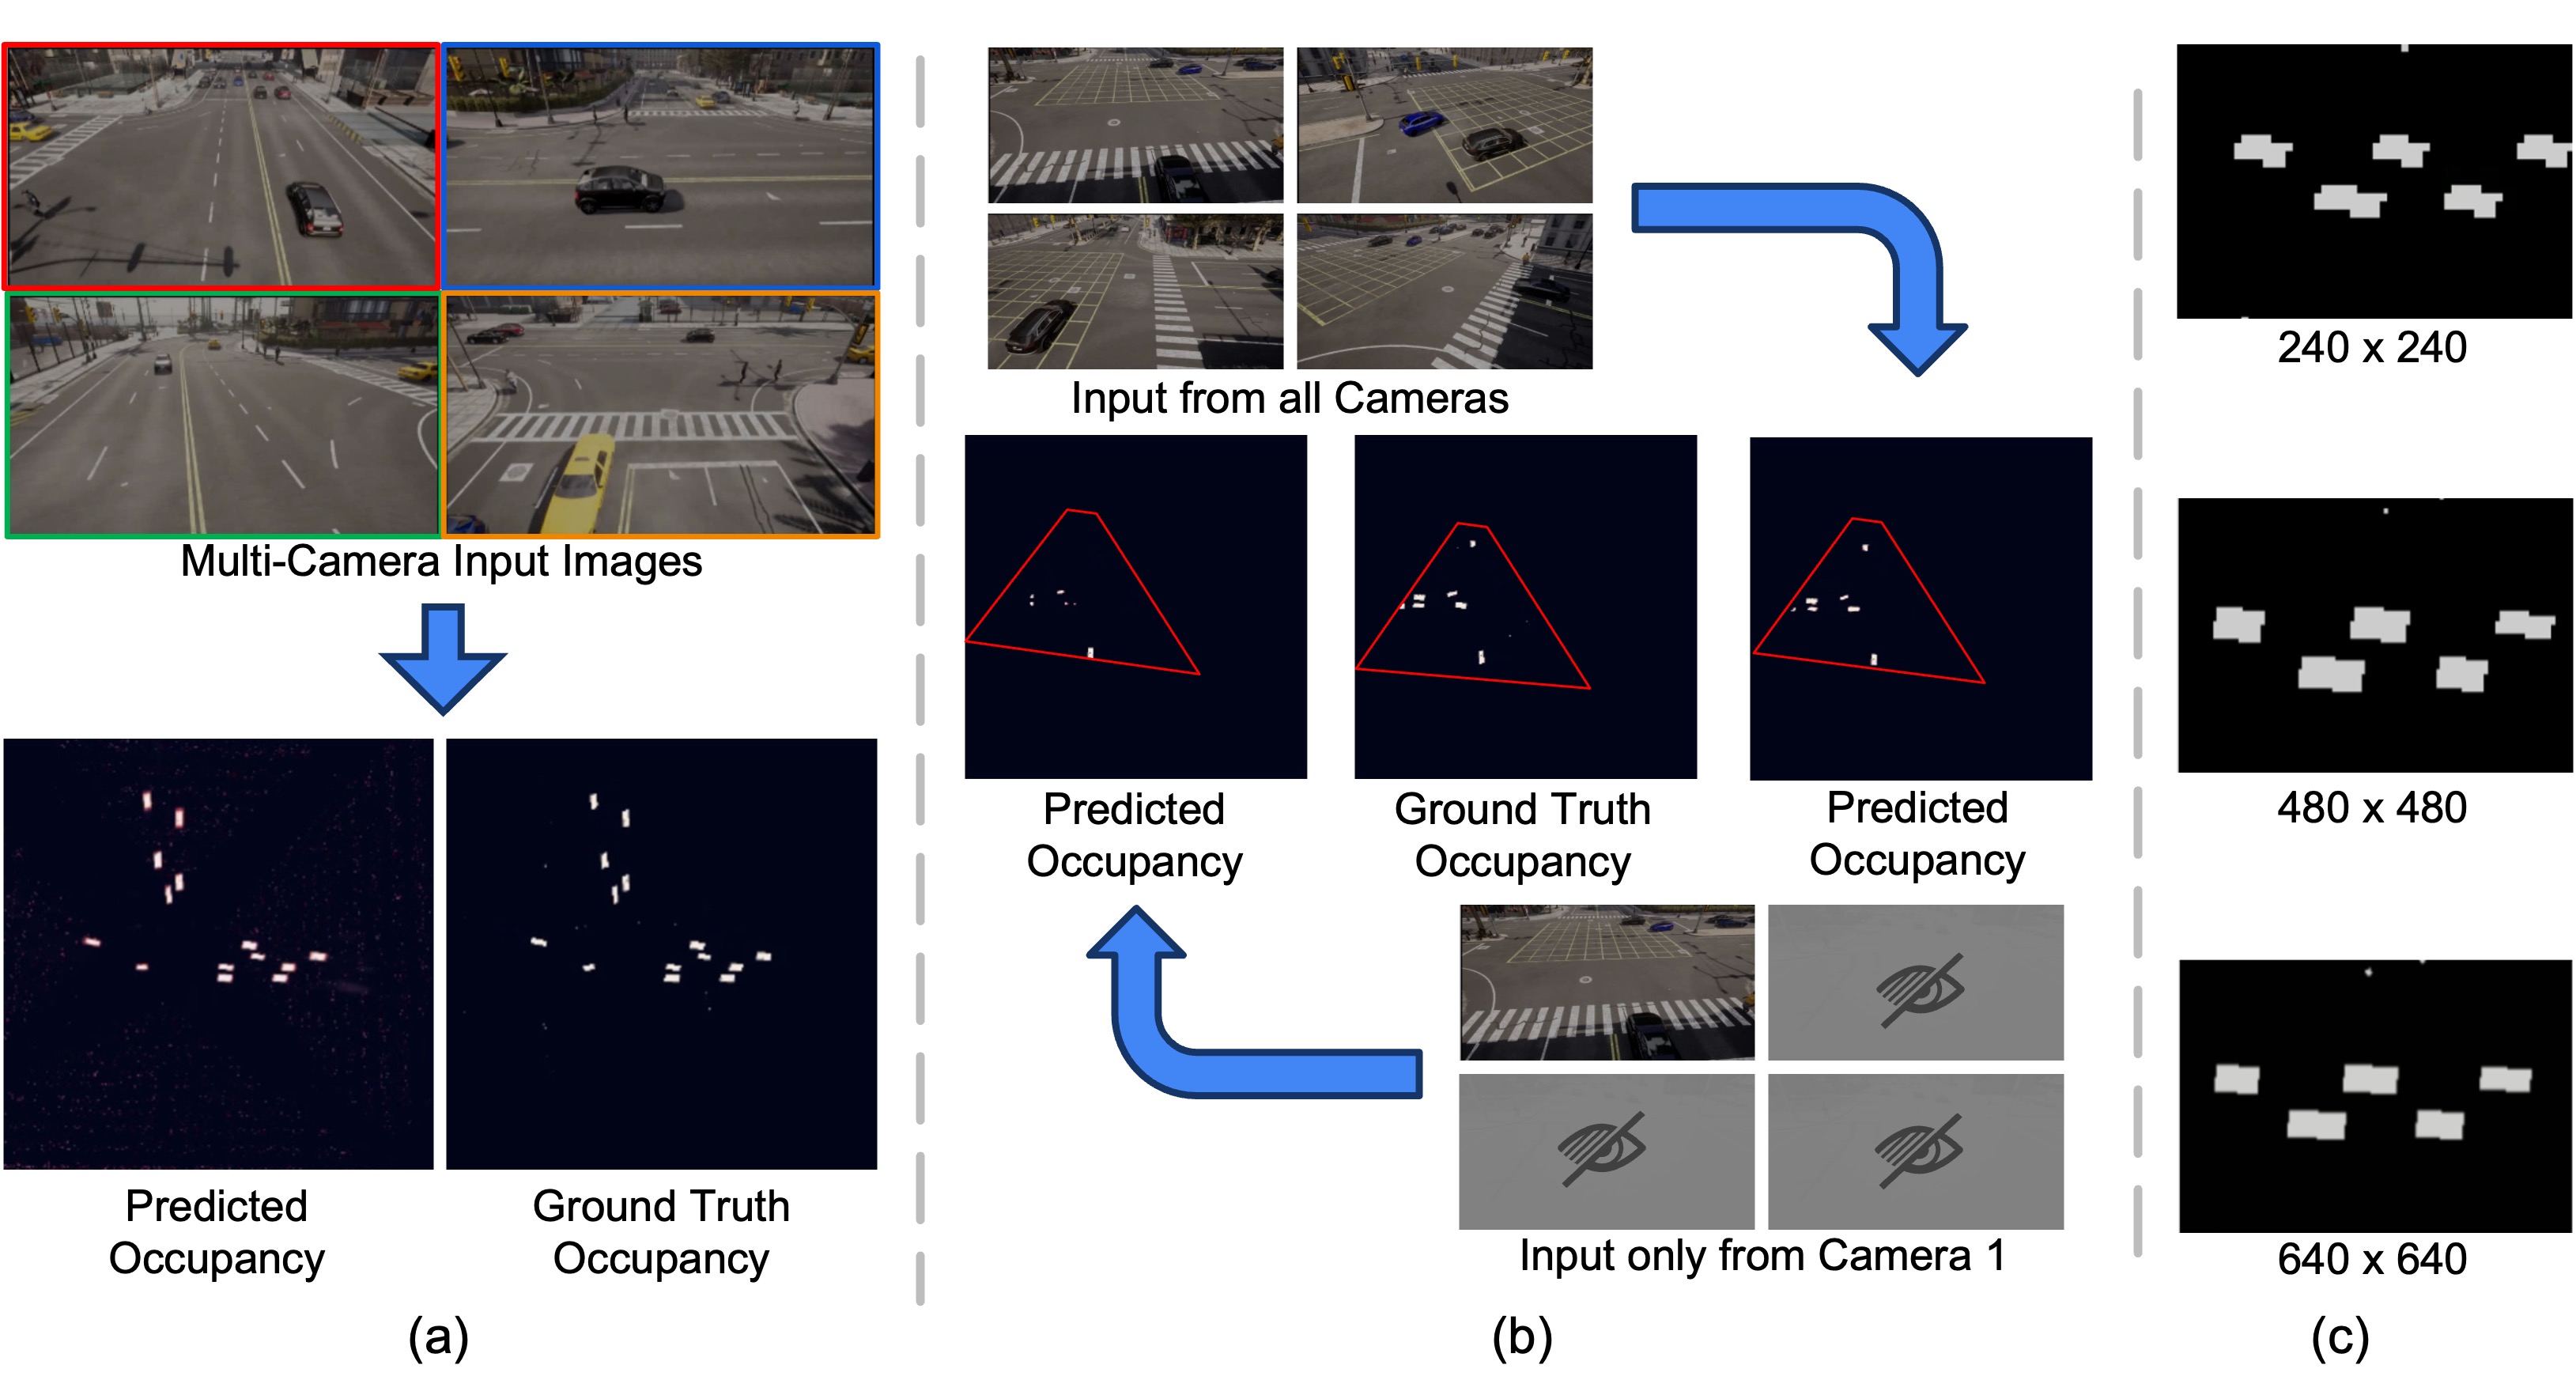 Multi-Camera Input Images
Predicted
Occupancy
Ground Truth
Occupancy
(a)
Input from all Cameras
Predicted
Occupancy
Ground Truth
Occupancy
Predicted
Occupancy
Input only from Camera 1
(b)
240 x 240
480 x 480
640 x 640
(c)